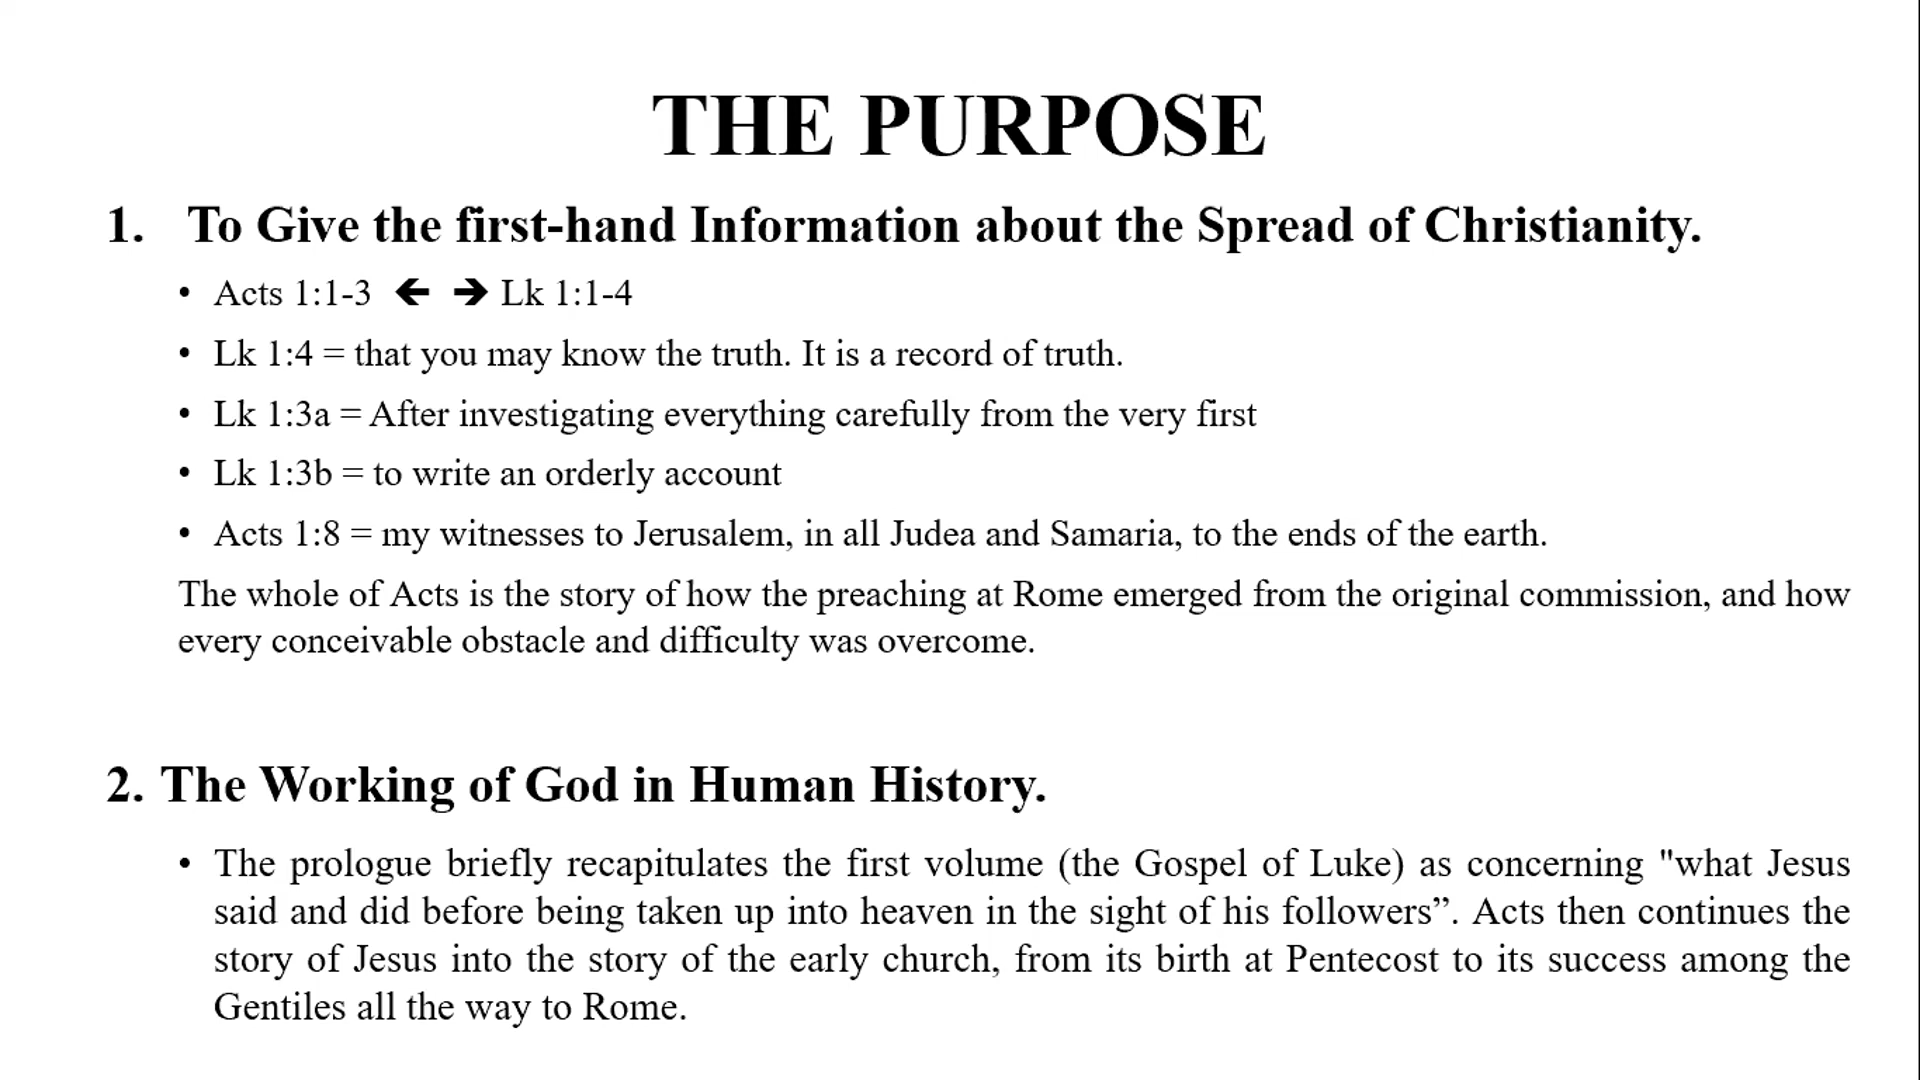 THE PURPOSE
1. To Give the first-hand Information about the Spread of Christianity.
• Acts 1:1-3 🡸 🡺 Lk 1:1-4
• Lk 1:4 = that you may know the truth. It is a record of truth.
• Lk 1:3a = After investigating everything carefully from the very first
• Lk 1:3b = to write an orderly account
• Acts 1:8 = my witnesses to Jerusalem, in all Judea and Samaria, to the ends of the earth.
The whole of Acts is the story of how the preaching at Rome emerged from the original commission, and how
every conceivable obstacle and difficulty was overcome.
2. The Working of God in Human History.
• The prologue briefly recapitulates the first volume (the Gospel of Luke) as concerning "what Jesus
said and did before being taken up into heaven in the sight of his followers”. Acts then continues the
story of Jesus into the story of the early church, from its birth at Pentecost to its success among the
Gentiles all the way to Rome.